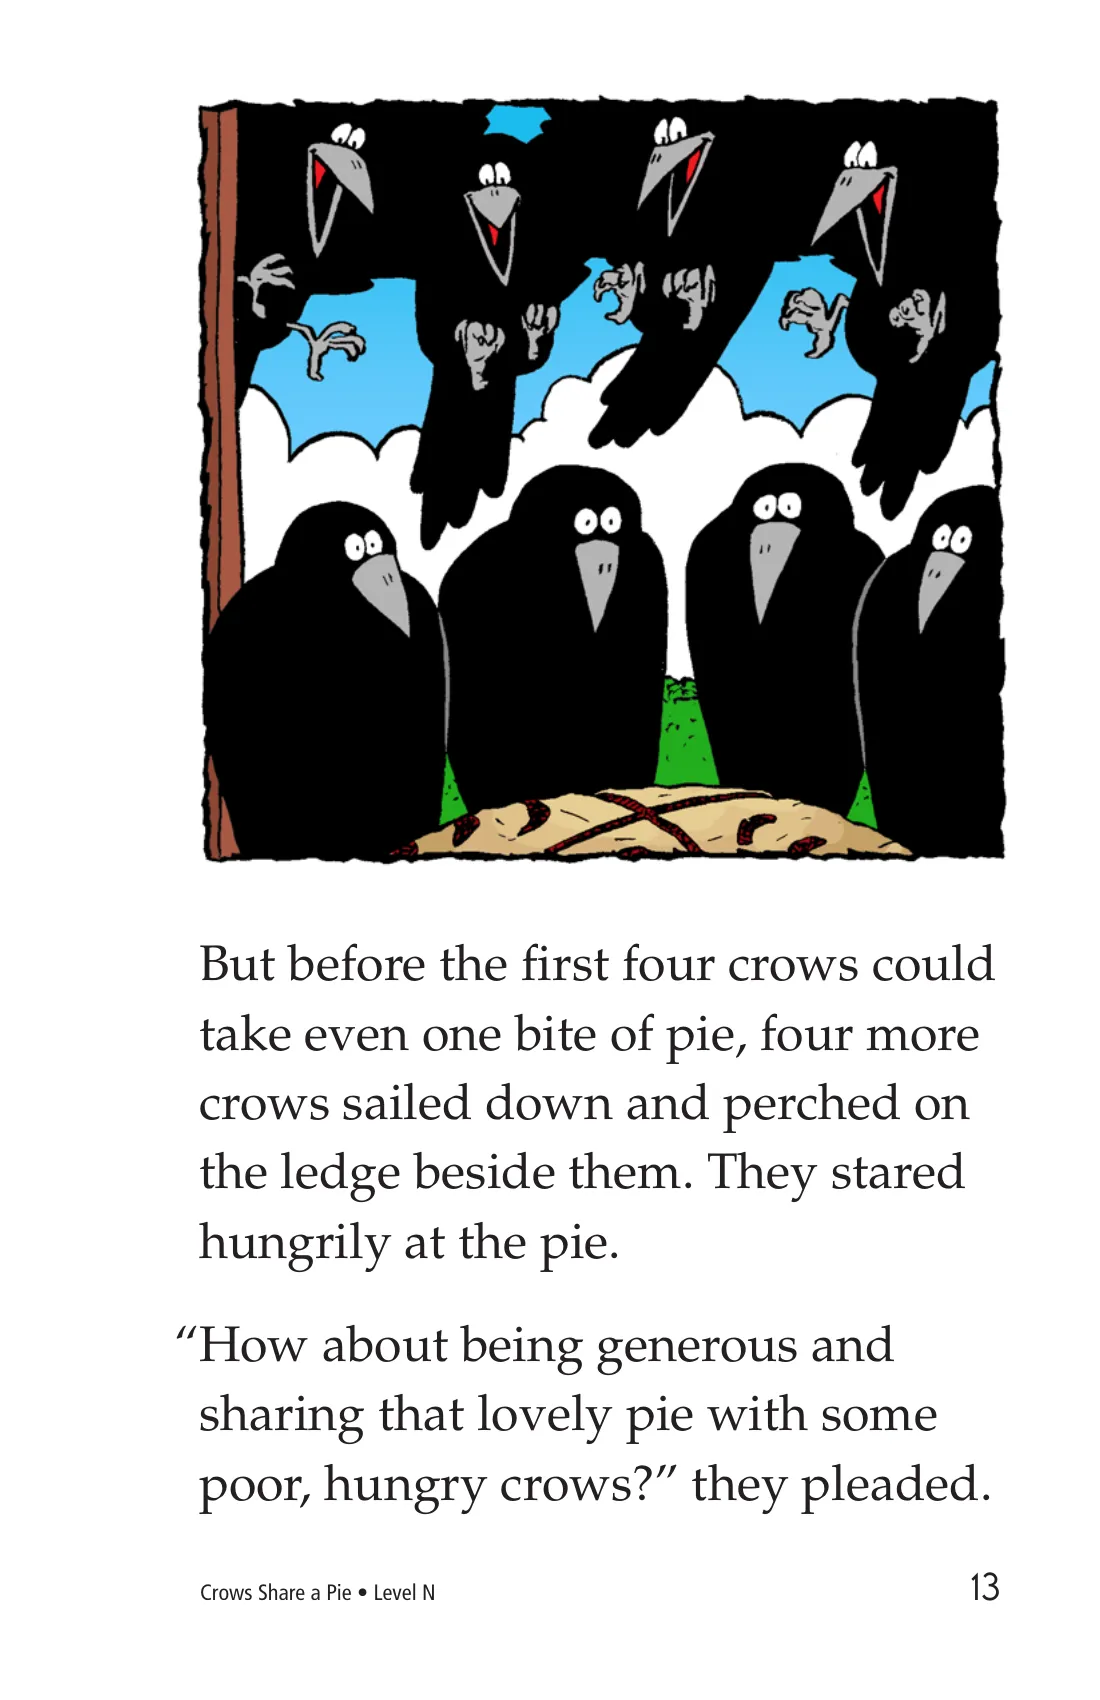 But before the first four crows could
take even one bite of pie, four more
crows sailed down and perched on
the ledge beside them. They stared
hungrily at the pie.
“How about being generous and
sharing that lovely pie with some
poor, hungry crows?” they pleaded.
Crows Share a Pie • Level N
13